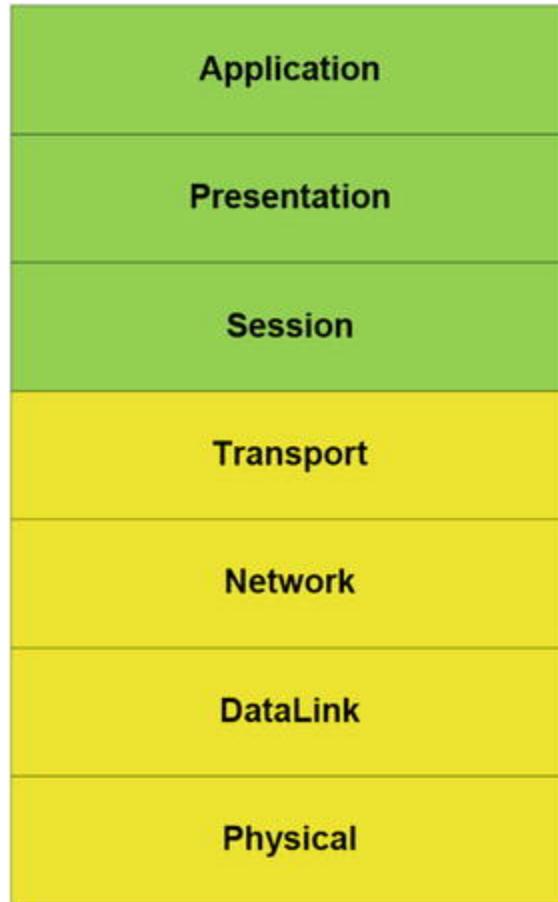 Application
Presentation
Session
Transport
Network
DataLink
Physical